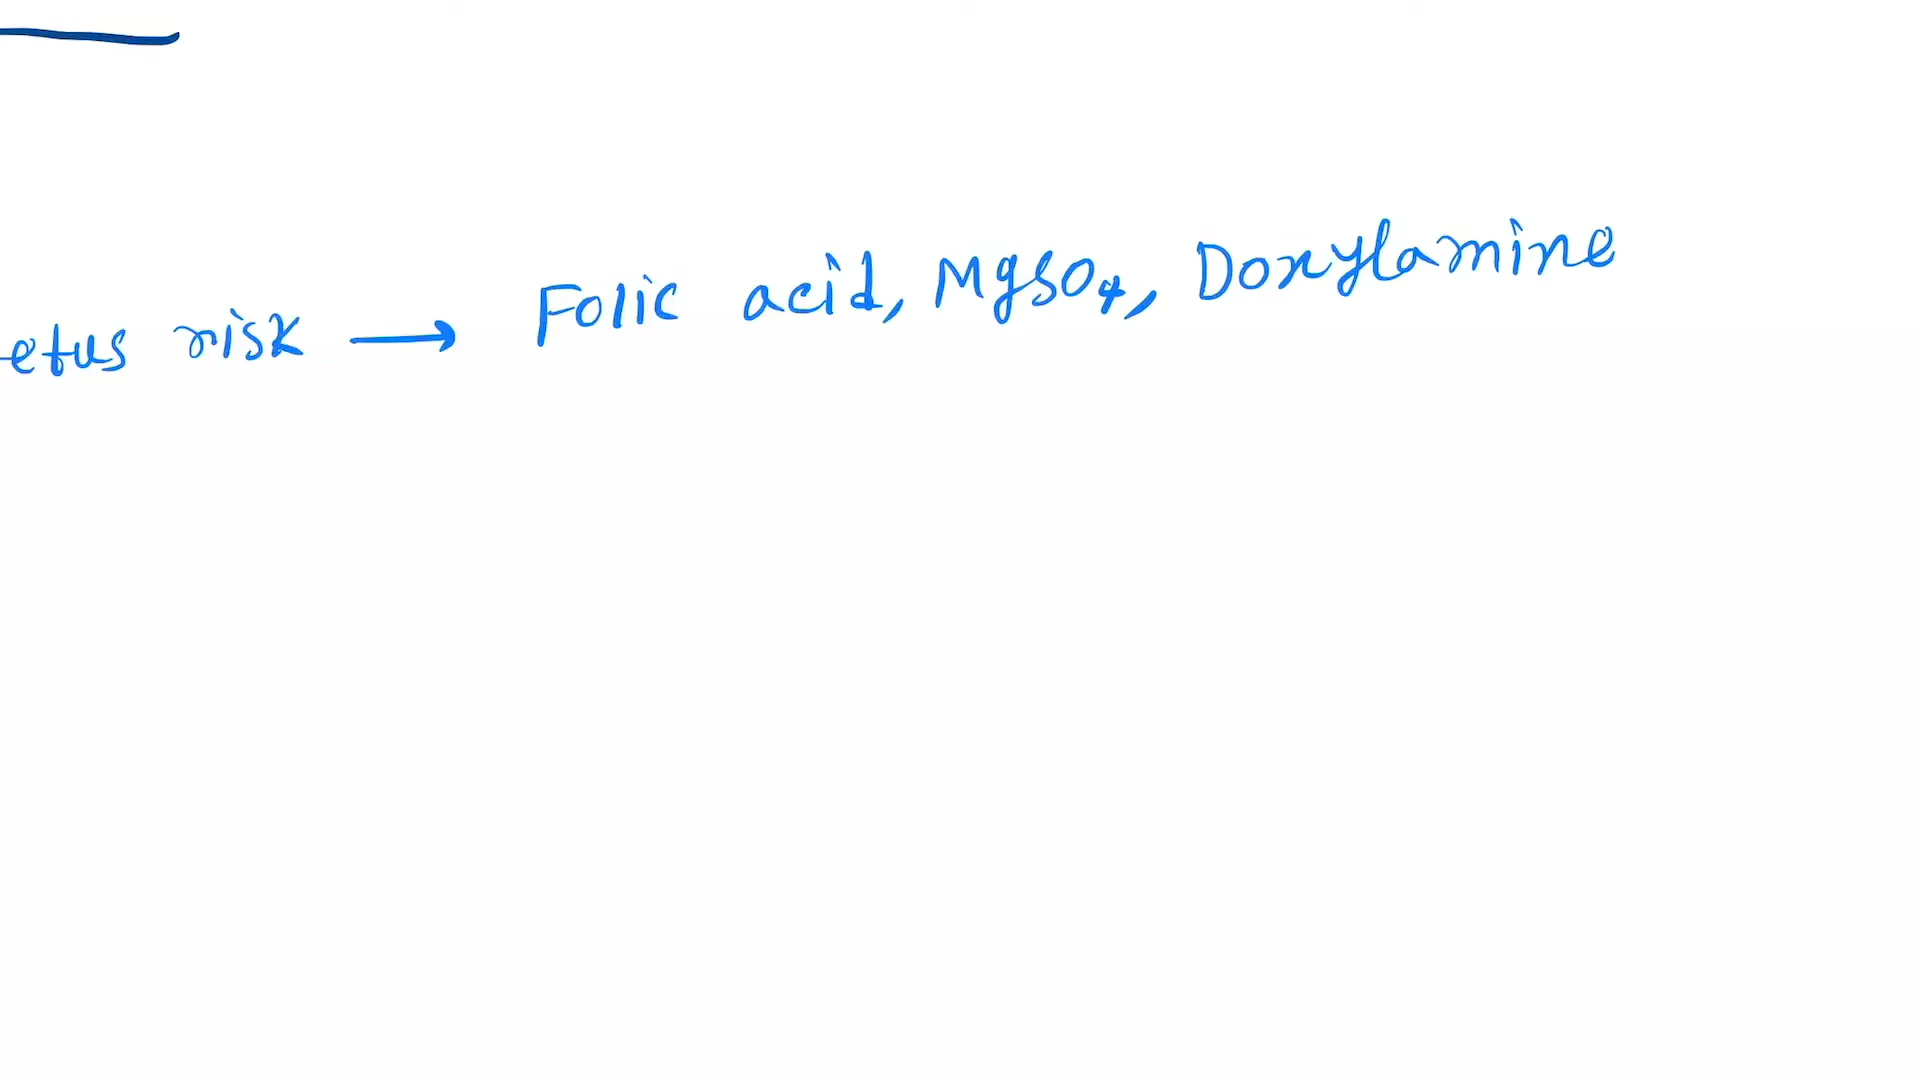 etus risk → Folic acid, MgSO₄, Doxylamine